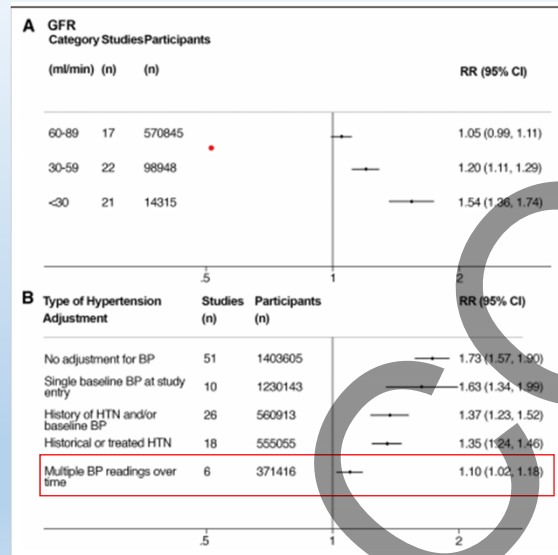 A GFR
Category Studies Participants
(ml/min) (n) (n) RR (95% CI)
60-89 17 570845 1.05 (0.99, 1.11)
30-59 22 98948 1.20 (1.11, 1.29)
<30 21 14315 1.54 (1.36, 1.74)
.5 1 2
B Type of Hypertension Studies Participants RR (95% CI)
Adjustment (n) (n)
No adjustment for BP 51 1403605 1.73 (1.57, 1.90)
Single baseline BP at study 10 1230143 1.63 (1.34, 1.99)
entry
History of HTN and/or 26 560913 1.37 (1.23, 1.52)
baseline BP
Historical or treated HTN 18 555055 1.35 (1.24, 1.46)
Multiple BP readings over 6 371416 1.10 (1.02, 1.18)
time
.5 1 2